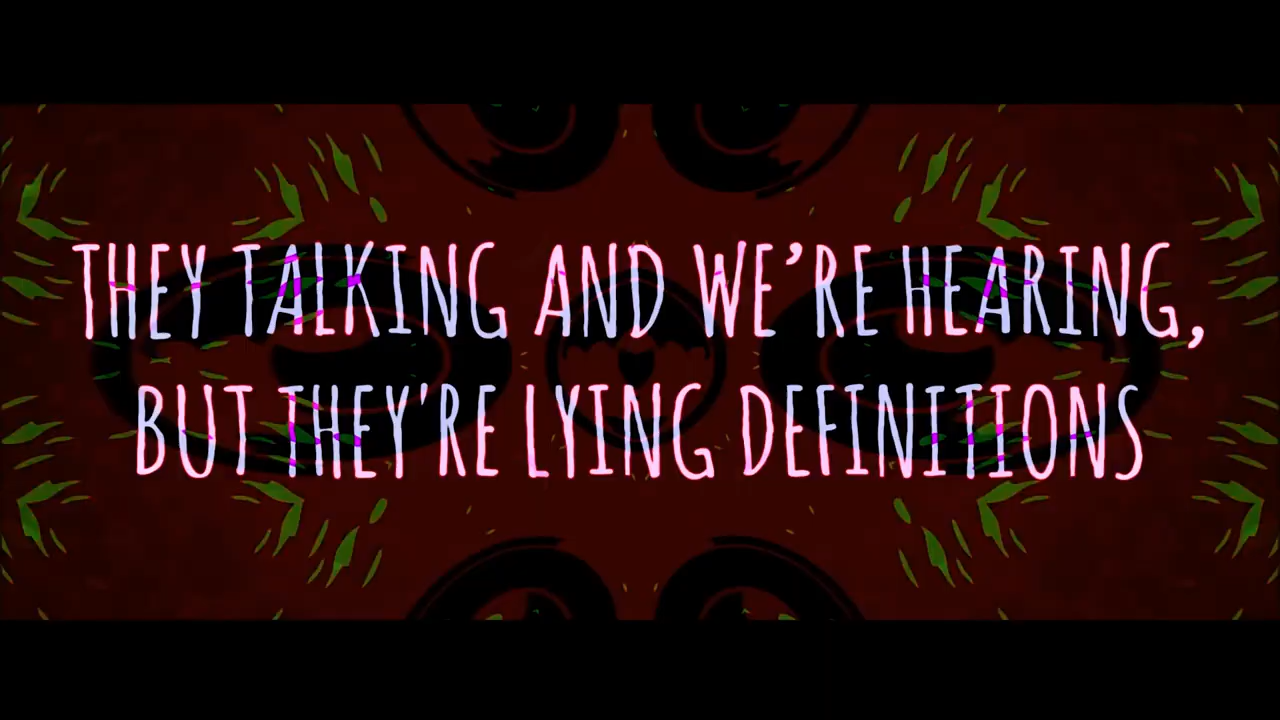 THEY TALKING AND WE’RE HEARING,
BUT THEY'RE LYING DEFINITIONS